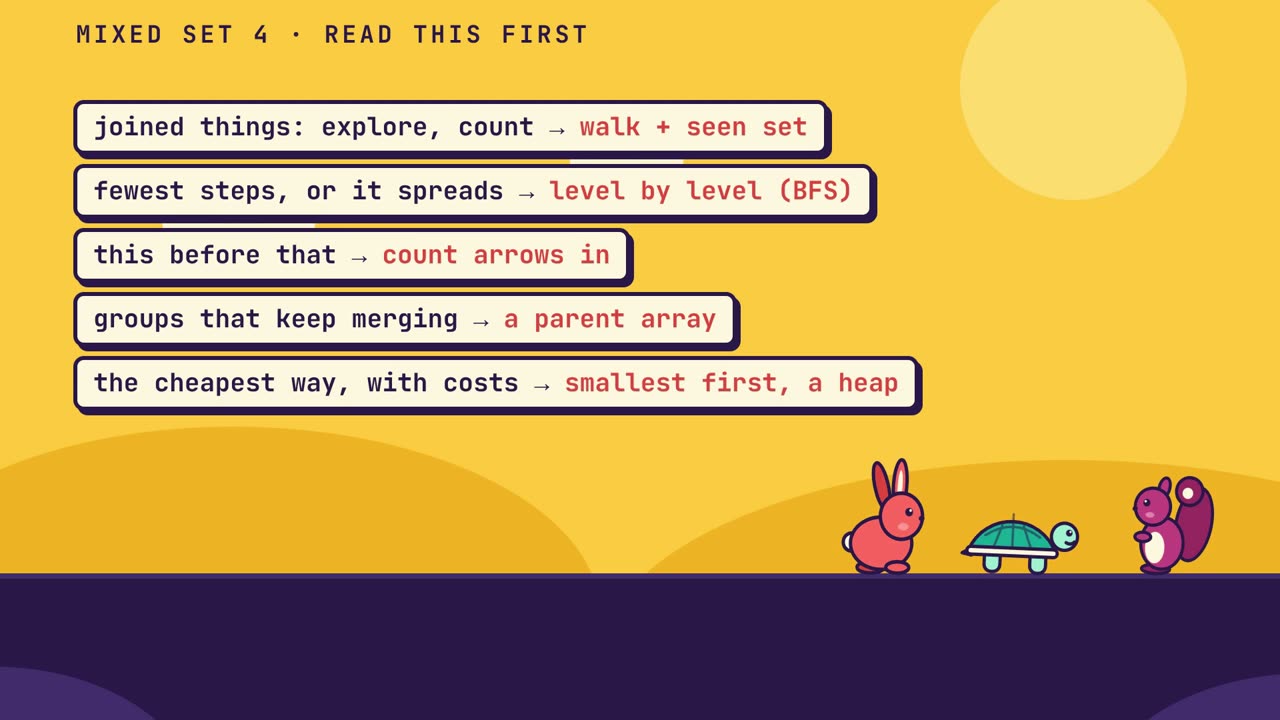 MIXED SET 4 · READ THIS FIRST
joined things: explore, count → walk + seen set
fewest steps, or it spreads → level by level (BFS)
this before that → count arrows in
groups that keep merging → a parent array
the cheapest way, with costs → smallest first, a heap